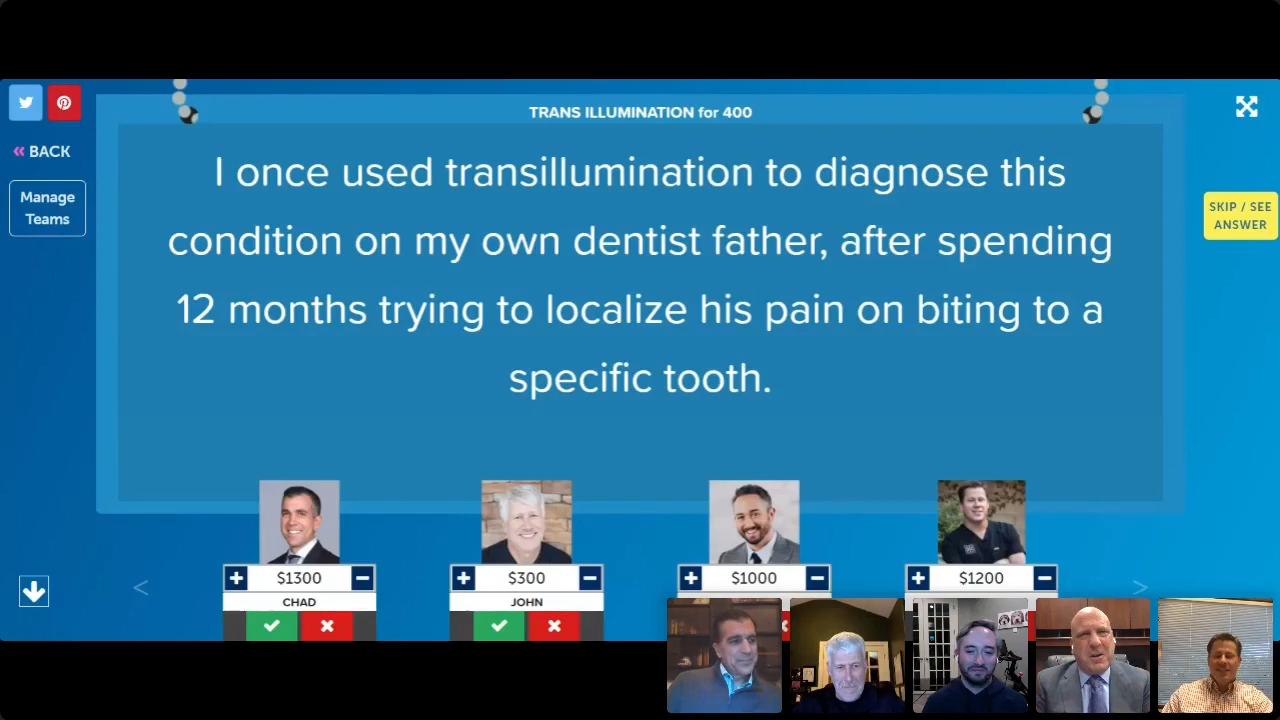 TRANS ILLUMINATION for 400
« BACK
Manage
Teams
I once used transillumination to diagnose this
condition on my own dentist father, after spending
12 months trying to localize his pain on biting to a
specific tooth.
SKIP / SEE
ANSWER
$1300
$300
$1000
$1200
CHAD
JOHN